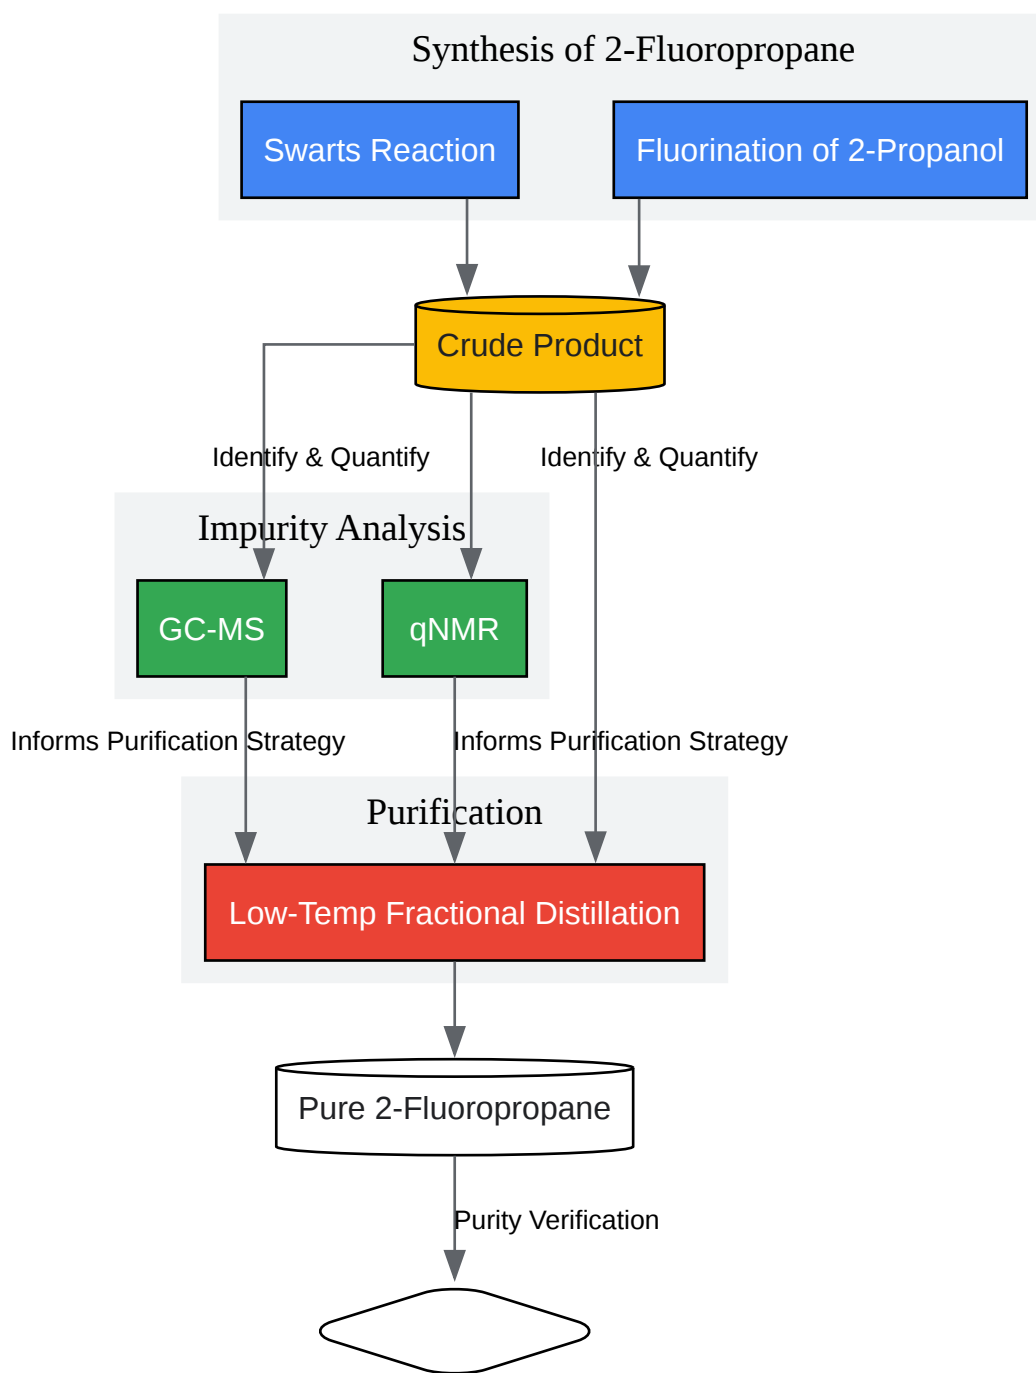 Synthesis of 2-Fluoropropane
Swarts Reaction
Fluorination of 2-Propanol
Crude Product
Identify & Quantify
Identify & Quantify
Impurity Analysis
GC-MS
qNMR
Informs Purification Strategy
Informs Purification Strategy
Purification
Low-Temp Fractional Distillation
Pure 2-Fluoropropane
Purity Verification